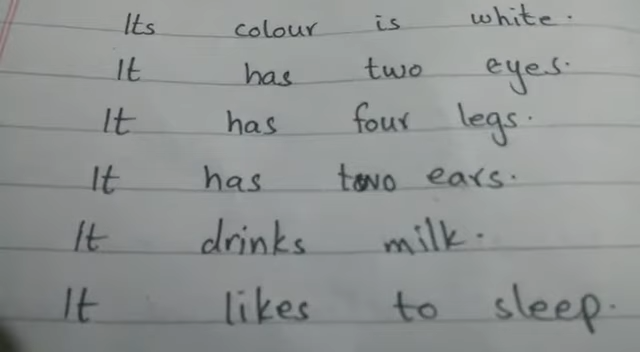 Its colour is white.
It has two eyes.
It has four legs.
It has two ears.
It drinks milk.
It likes to sleep.